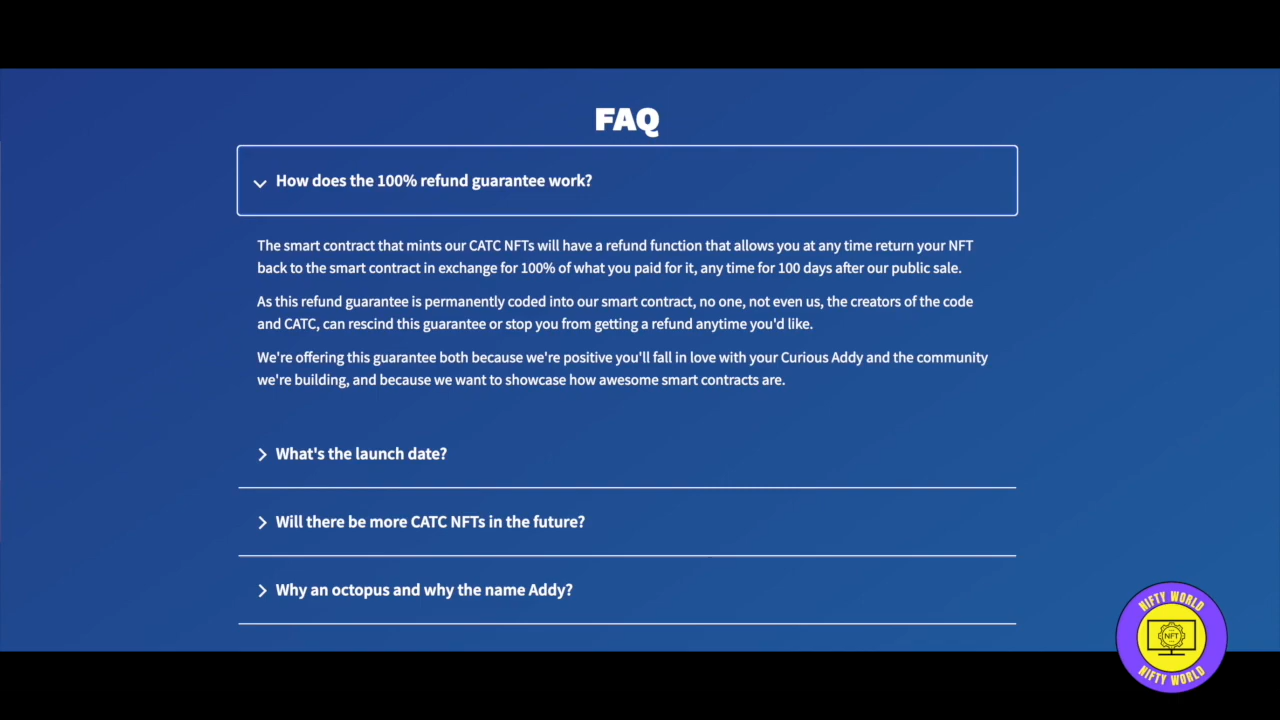 FAQ
How does the 100% refund guarantee work?
The smart contract that mints our CATC NFTs will have a refund function that allows you at any time return your NFT
back to the smart contract in exchange for 100% of what you paid for it, any time for 100 days after our public sale.
As this refund guarantee is permanently coded into our smart contract, no one, not even us, the creators of the code
and CATC, can rescind this guarantee or stop you from getting a refund anytime you'd like.
We're offering this guarantee both because we're positive you'll fall in love with your Curious Addy and the community
we're building, and because we want to showcase how awesome smart contracts are.
What's the launch date?
Will there be more CATC NFTs in the future?
Why an octopus and why the name Addy?
NIFTY WORLD
NFT
NIFTY WORLD